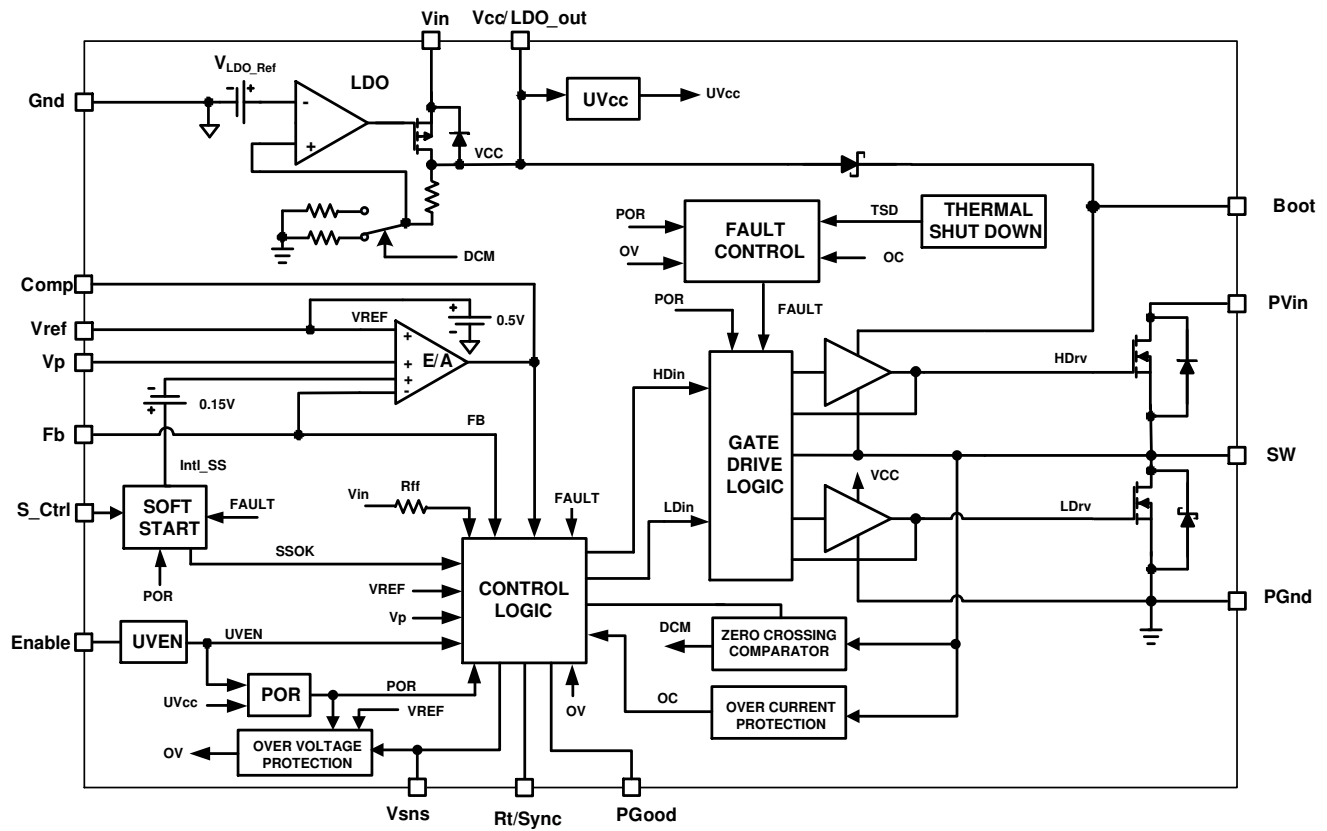 Vin
Vcc/LDO_out
VLDO_Ref
LDO
Gnd
-
+
-
+
UVcc
UVcc
VCC
Boot
POR
OV
FAULT
CONTROL
TSD
THERMAL
SHUT DOWN
OC
DCM
Comp
Vref
VREF
+
-
0.5V
POR
FAULT
PVin
Vp
+
+
+
-
E/A
HDrv
-
+
0.15V
HDin
Fb
FB
GATE
DRIVE
LOGIC
SW
Intl_SS
VCC
S_Ctrl
SOFT
START
FAULT
Vin
Rff
FAULT
LDin
LDrv
SSOK
POR
VREF
CONTROL
LOGIC
Vp
PGnd
Enable
UVEN
UVEN
DCM
ZERO CROSSING
COMPARATOR
POR
POR
UVcc
VREF
OV
OC
OVER CURRENT
PROTECTION
OV
OVER VOLTAGE
PROTECTION
Vsns
Rt/Sync
PGood